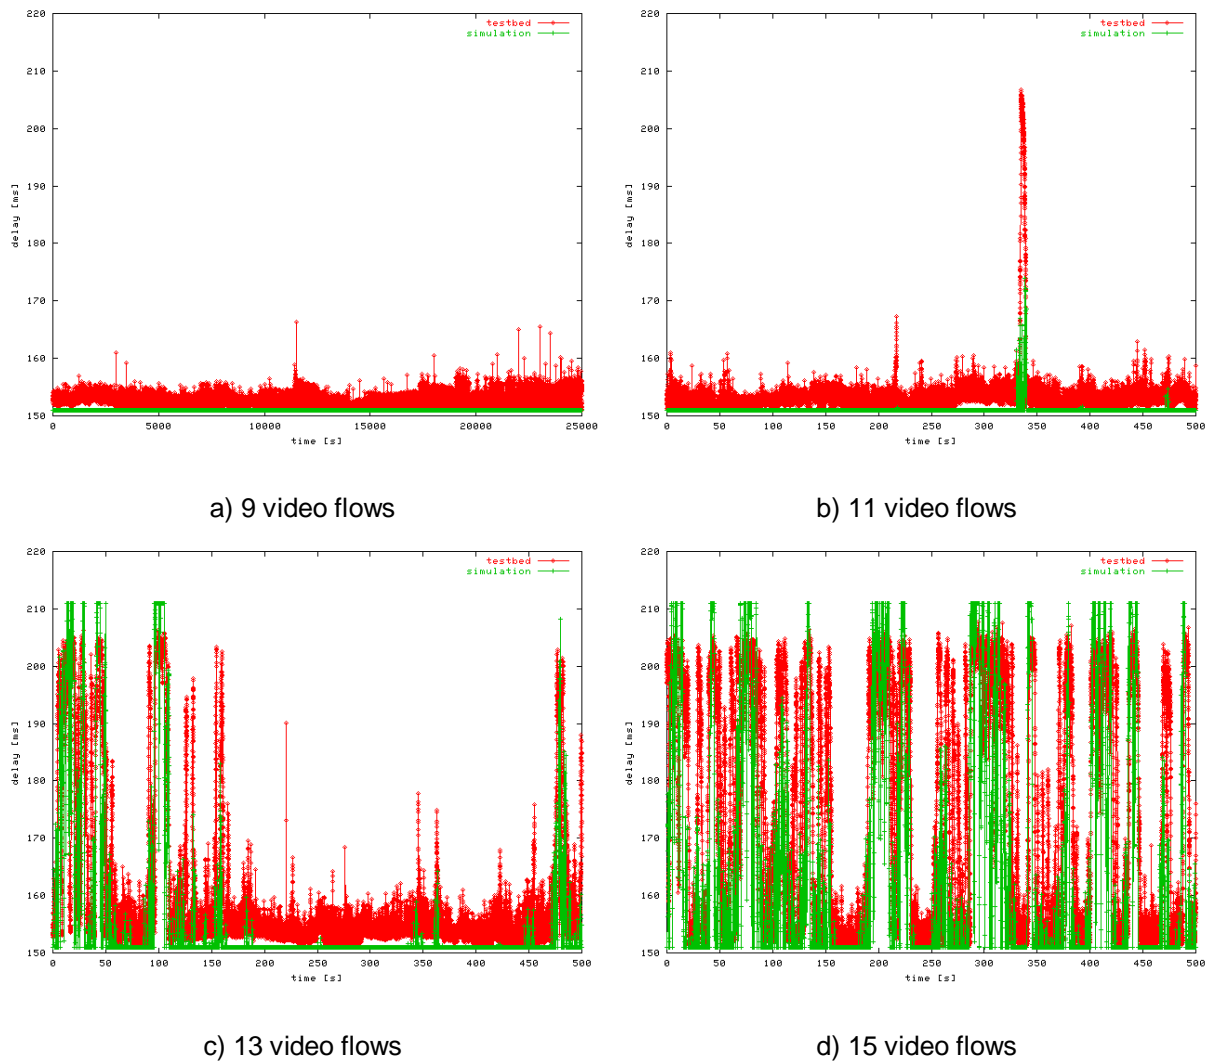 220
testbed
simulation
210
200
190
180
170
160
150
delay [ms]
0 5000 10000 15000 20000 25000
time [s]
a) 9 video flows
220
testbed
simulation
210
200
190
180
170
160
150
delay [ms]
0 50 100 150 200 250 300 350 400 450 500
time [s]
b) 11 video flows
220
testbed
simulation
210
200
190
180
170
160
150
delay [ms]
0 50 100 150 200 250 300 350 400 450 500
time [s]
c) 13 video flows
220
testbed
simulation
210
200
190
180
170
160
150
delay [ms]
0 50 100 150 200 250 300 350 400 450 500
time [s]
d) 15 video flows